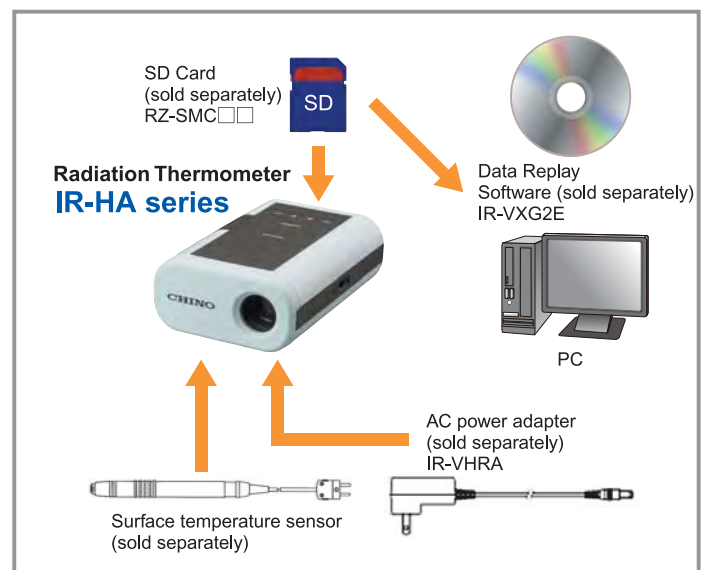 SD Card
(sold separately)
RZ-SMC□□
SD
Radiation Thermometer
IR-HA series
CHINO
Data Replay
Software (sold separately)
IR-VXG2E
PC
AC power adapter
(sold separately)
IR-VHRA
Surface temperature sensor
(sold separately)